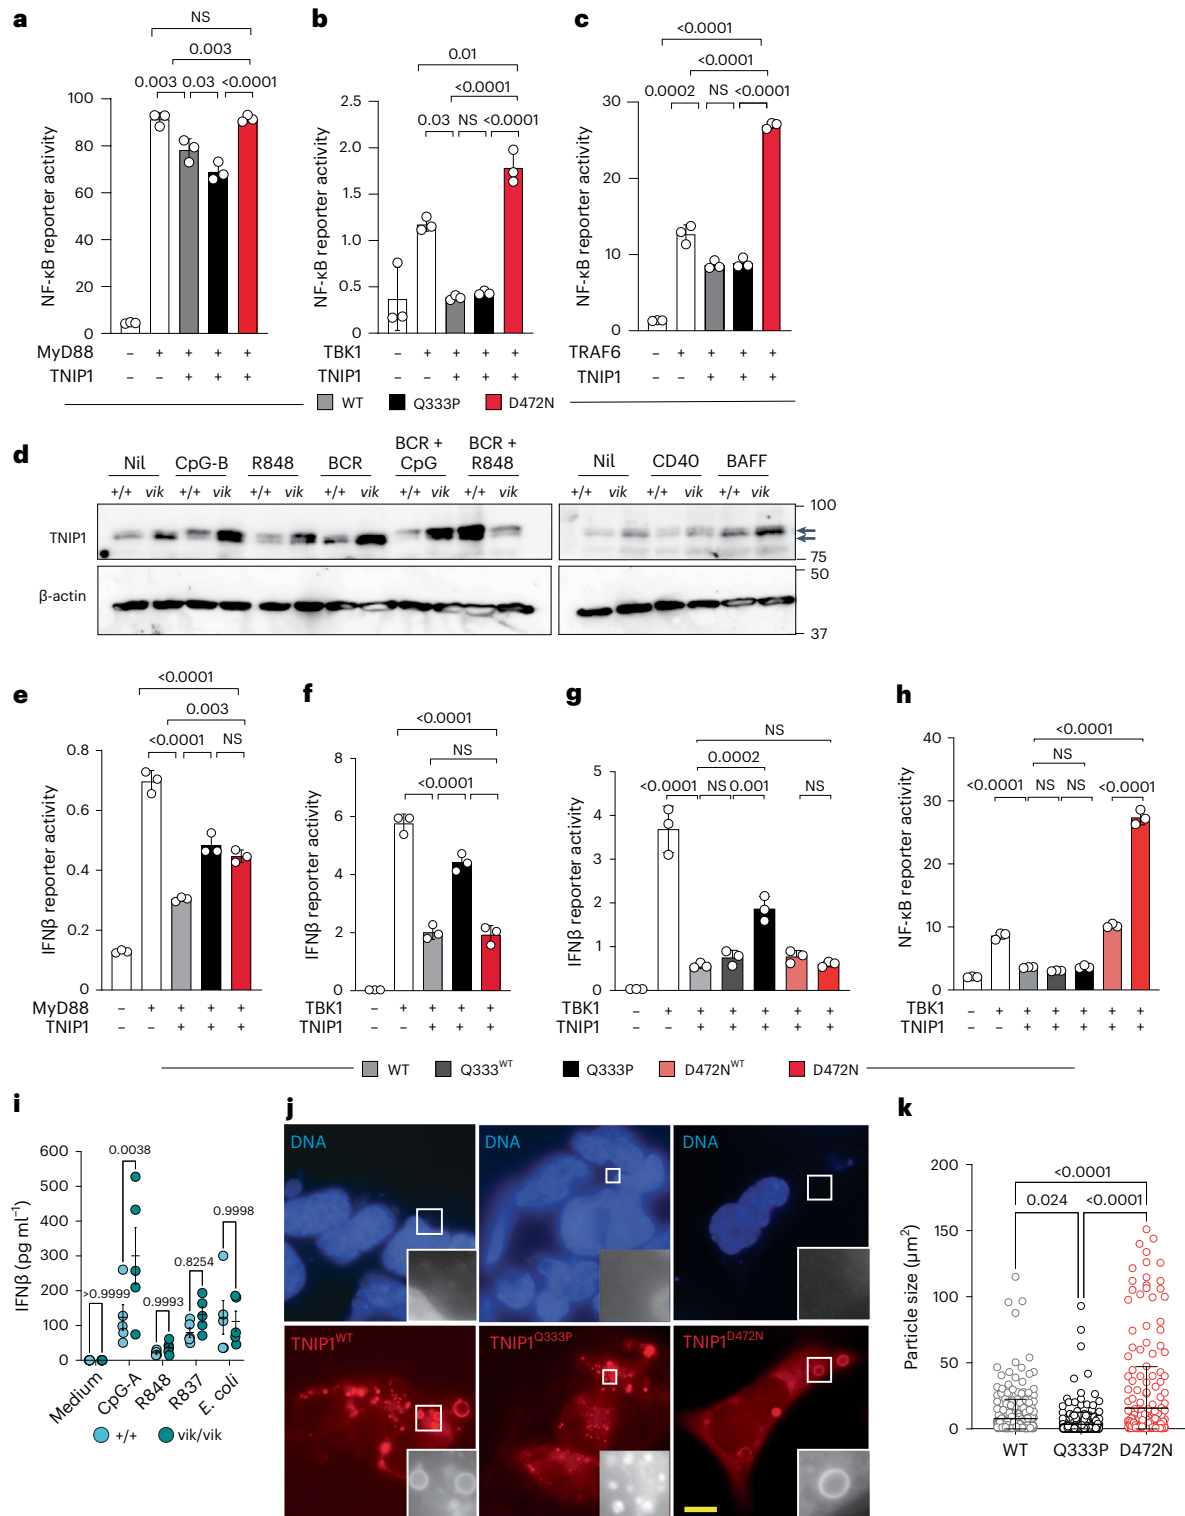 a
NS
0.003
0.003 0.03 <0.0001
NF-κB reporter activity
100
80
60
40
20
0
MyD88 – + + + +
TNIP1 – – + + +
b
0.01
<0.0001
0.03 NS <0.0001
NF-κB reporter activity
2.5
2.0
1.5
1.0
0.5
0
TBK1 – + + + +
TNIP1 – – + + +
c
<0.0001
<0.0001
0.0002 NS <0.0001
NF-κB reporter activity
30
20
10
0
TRAF6 – + + + +
TNIP1 – – + + +
WT Q333P D472N
d
Nil CpG-B R848 BCR BCR + CpG BCR + R848 Nil CD40 BAFF
+/+ vik +/+ vik +/+ vik +/+ vik +/+ vik +/+ vik +/+ vik +/+ vik +/+ vik
TNIP1
100
75
β-actin
50
37
e
<0.0001
0.003
<0.0001 NS
IFNβ reporter activity
0.8
0.6
0.4
0.2
0
MyD88 – + + + +
TNIP1 – – + + +
f
<0.0001
NS
<0.0001
IFNβ reporter activity
8
6
4
2
0
TBK1 – + + + +
TNIP1 – – + + +
g
NS
0.0002
<0.0001 NS 0.001 NS
IFNβ reporter activity
5
4
3
2
1
0
TBK1 – + + + + + +
TNIP1 – – + + + + +
h
<0.0001
NS
<0.0001 NS NS <0.0001
NF-κB reporter activity
40
30
20
10
0
TBK1 – + + + + + +
TNIP1 – – + + + + +
WT Q333WT Q333P D472NWT D472N
i
IFNβ (pg ml−1)
600
500
400
300
200
100
0
>0.9999
0.0038
0.9993
0.8254
0.9998
Medium CpG-A R848 R837 E. coli
+/+ vik/vik
j
DNA DNA DNA
TNIP1WT TNIP1Q333P TNIP1D472N
k
<0.0001
0.024 <0.0001
Particle size (µm2)
200
150
100
50
0
WT Q333P D472N